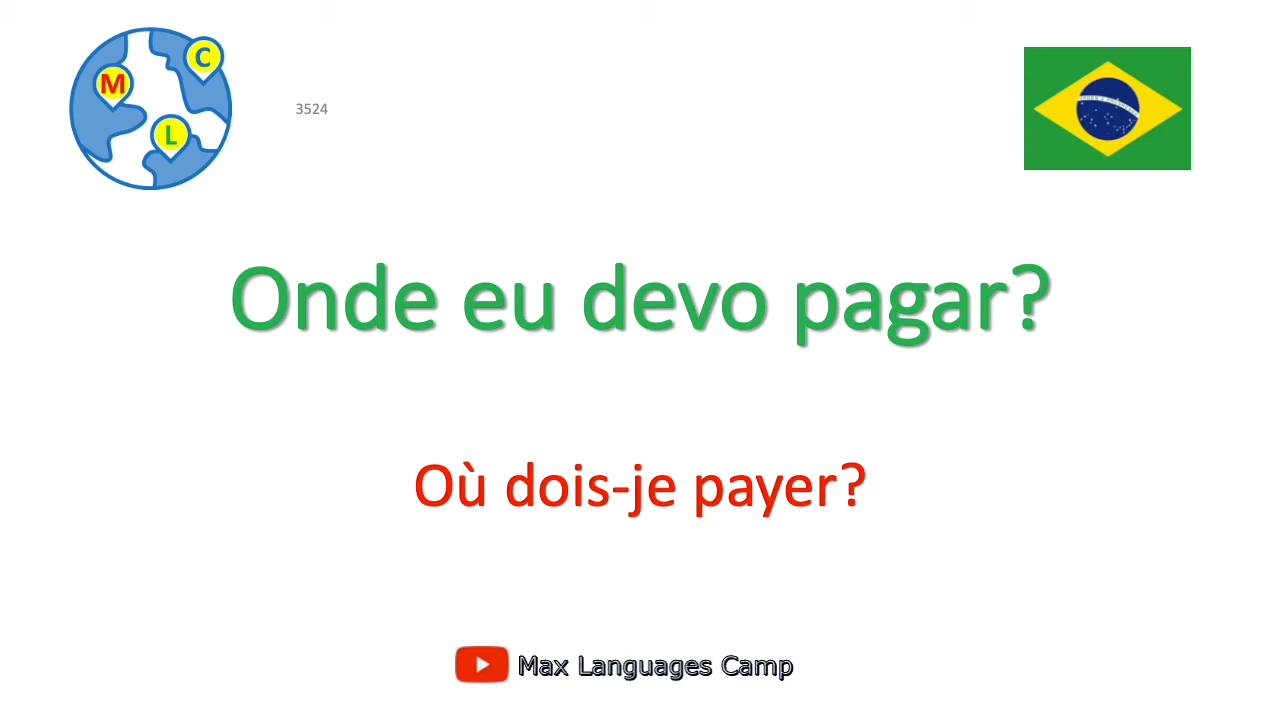 C
M
L
3524
Onde eu devo pagar?
Où dois-je payer?
Max Languages Camp